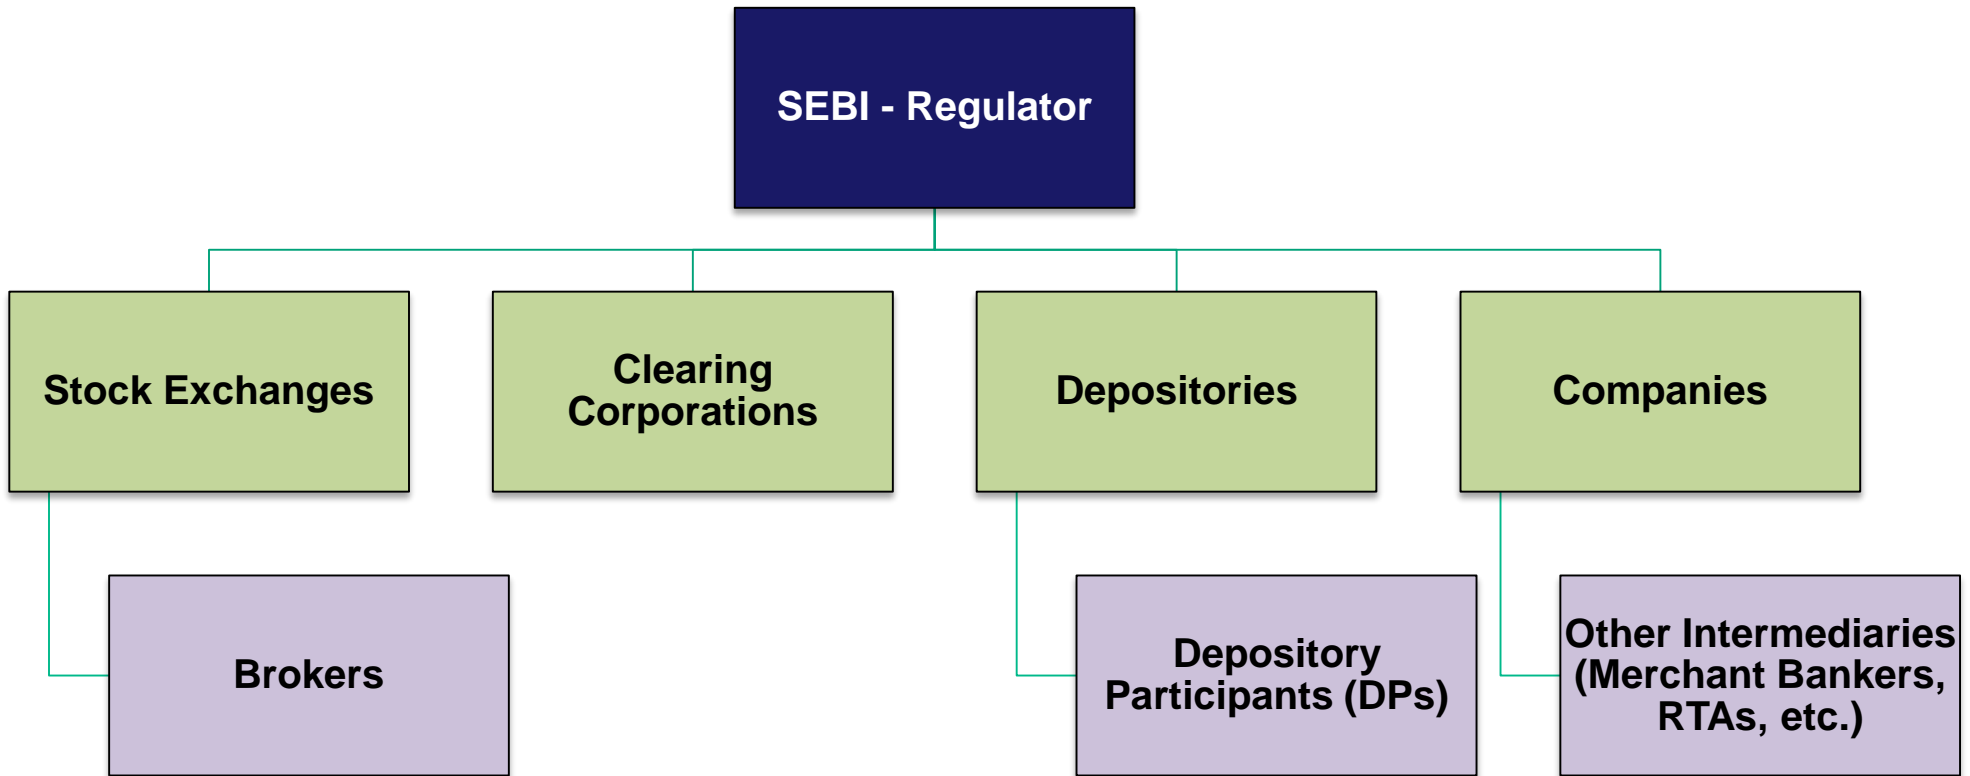 SEBI - Regulator
Stock Exchanges
Clearing
Corporations
Depositories
Companies
Brokers
Depository
Participants (DPs)
Other Intermediaries
(Merchant Bankers,
RTAs, etc.)